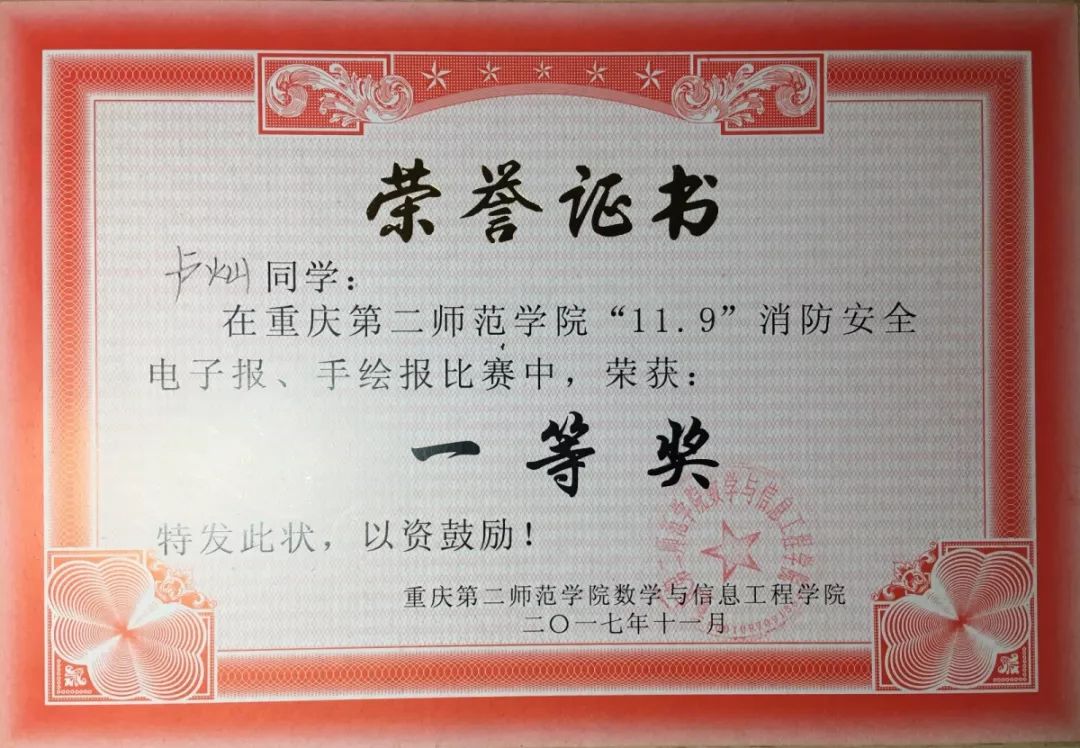 荣誉证书
卢灿同学：
在重庆第二师范学院“11.9”消防安全
电子报、手绘报比赛中，荣获：
一等奖
特发此状，以资鼓励！
重庆第二师范学院数学与信息工程学院
二〇一七年十一月